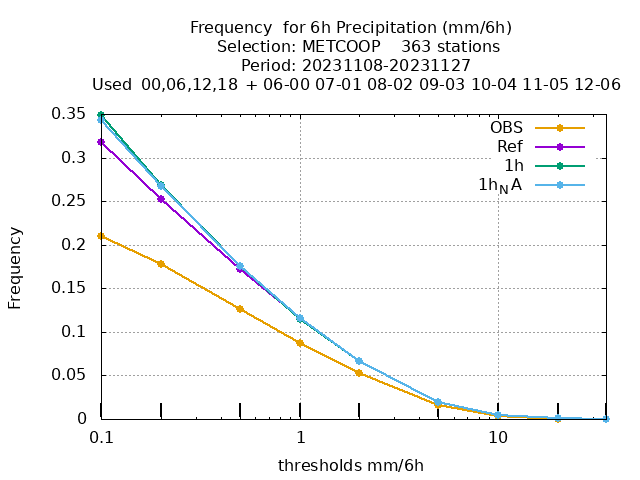 Frequency  for 6h Precipitation (mm/6h)
Selection: METCOOP    363 stations
Period: 20231108-20231127
Used  00,06,12,18  + 06-00 07-01 08-02 09-03 10-04 11-05 12-06
0.35
0.3
0.25
0.2
0.15
0.1
0.05
0
Frequency
OBS
Ref
1h
1h_NA
0.1 1 10
thresholds mm/6h